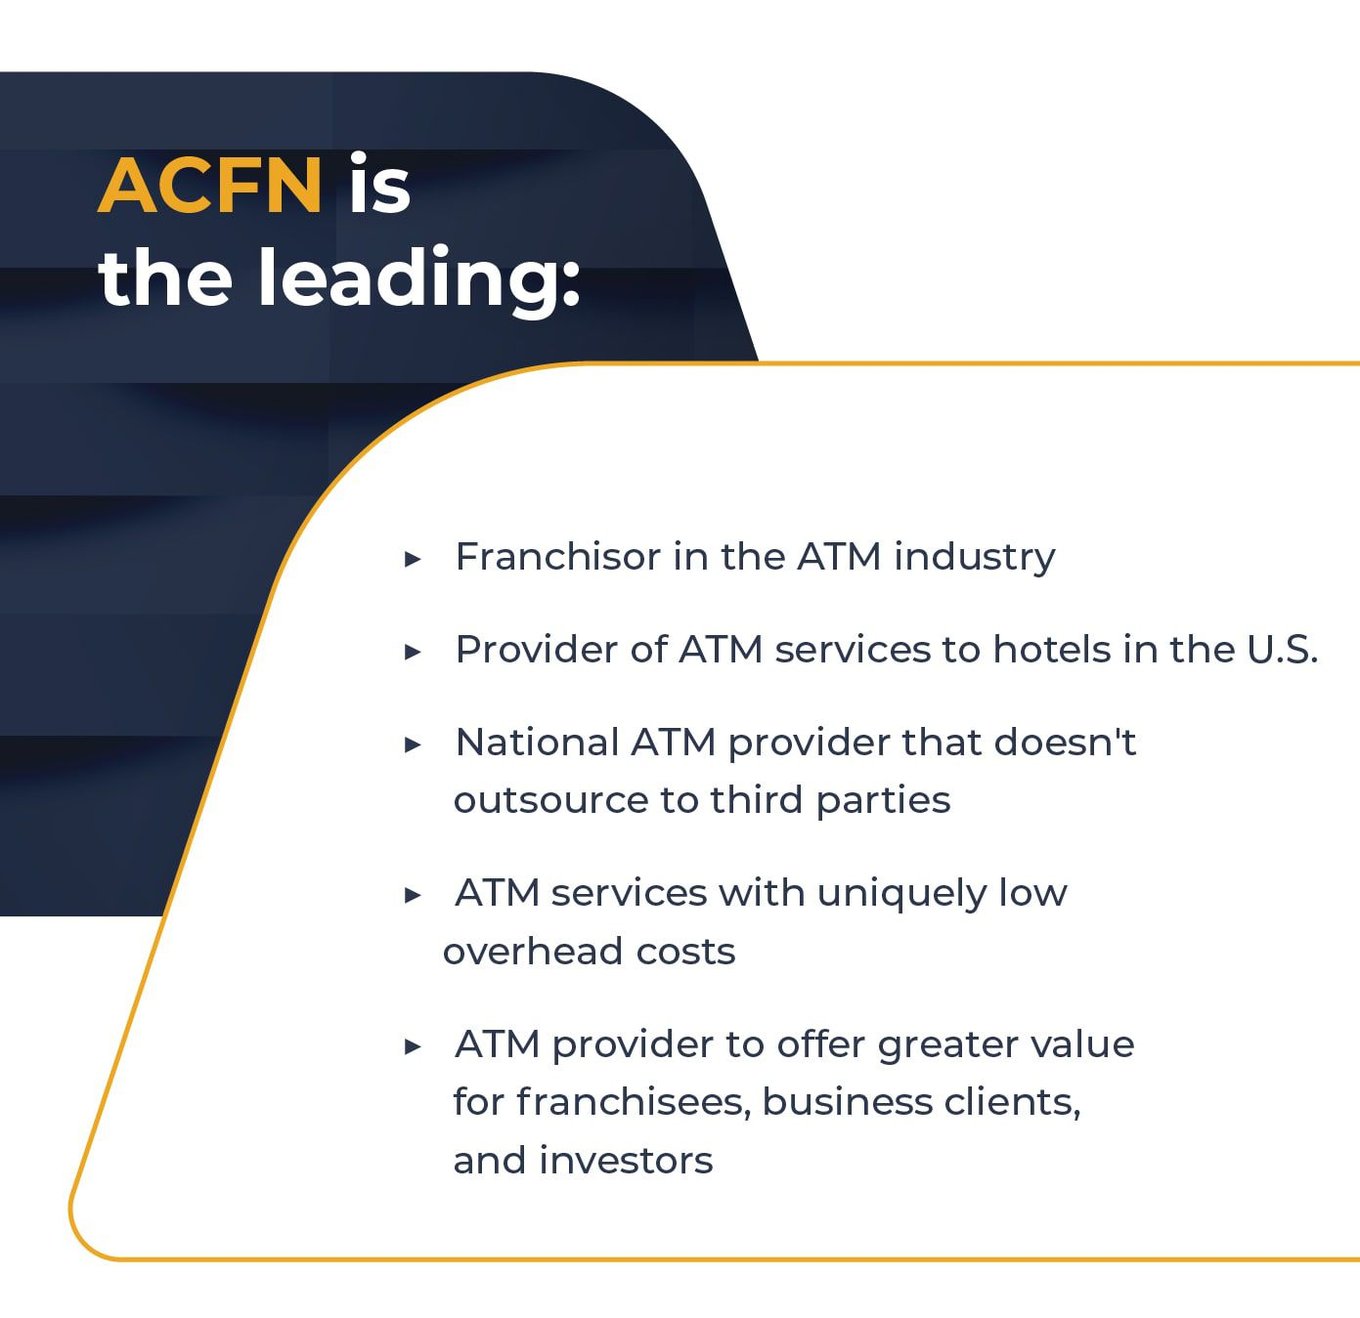 ACFN is
the leading:
▸ Franchisor in the ATM industry
▸ Provider of ATM services to hotels in the U.S.
▸ National ATM provider that doesn't
outsource to third parties
▸ ATM services with uniquely low
overhead costs
▸ ATM provider to offer greater value
for franchisees, business clients,
and investors